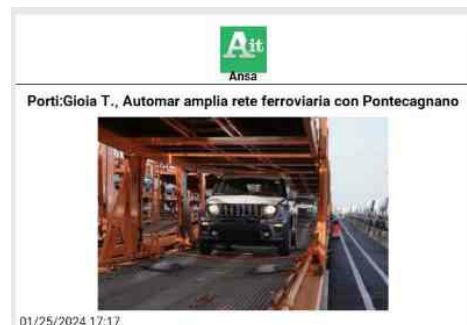 Ait
Ansa
Porti:Gioia T., Automar amplia rete ferroviaria con Pontecagnano
01/25/2024 17:17